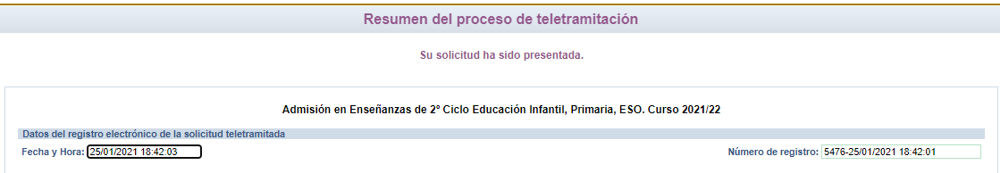 Resumen del proceso de teletramitación
Su solicitud ha sido presentada.
Admisión en Enseñanzas de 2º Ciclo Educación Infantil, Primaria, ESO. Curso 2021/22
Datos del registro electrónico de la solicitud teletramitada
Fecha y Hora: 25/01/2021 18:42:03 Número de registro: 5476-25/01/2021 18:42:01